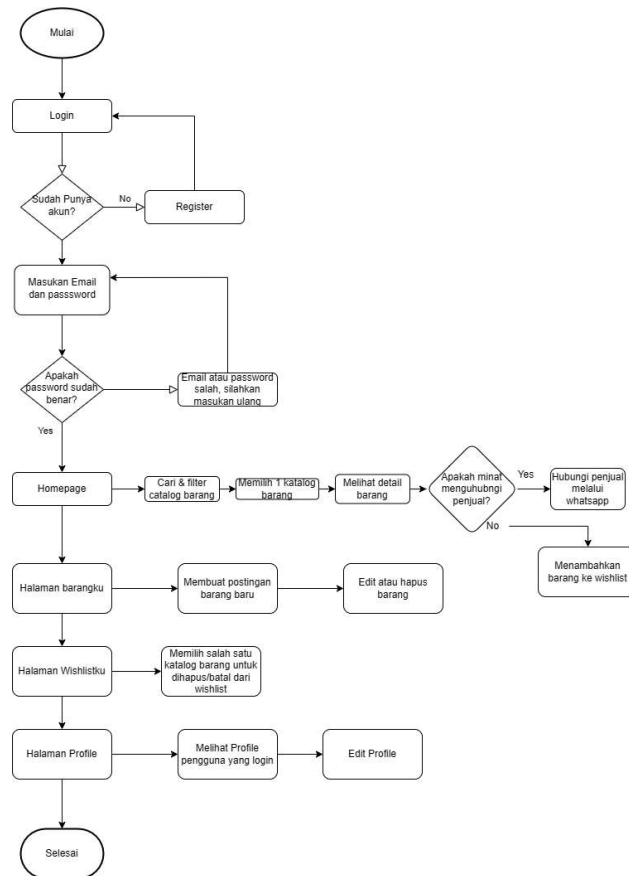 Mulai
Login
Sudah Punya
akun?
No
Register
Masukan Email
dan passsword
Apakah
password sudah
benar?
Email atau password
salah, silahkan
masukan ulang
Yes
Homepage
Cari & filter
catalog barang
Memilih 1 katalog
barang
Melihat detail
barang
Apakah minat
menguhubngi
penjual?
Yes
Hubungi penjual
melalui
whatsapp
No
Menambahkan
barang ke wishlist
Halaman barangku
Membuat postingan
barang baru
Edit atau hapus
barang
Halaman Wishlistku
Memilih salah satu
katalog barang untuk
dihapus/batal dari
wishlist
Halaman Profile
Melihat Profile
pengguna yang login
Edit Profile
Selesai